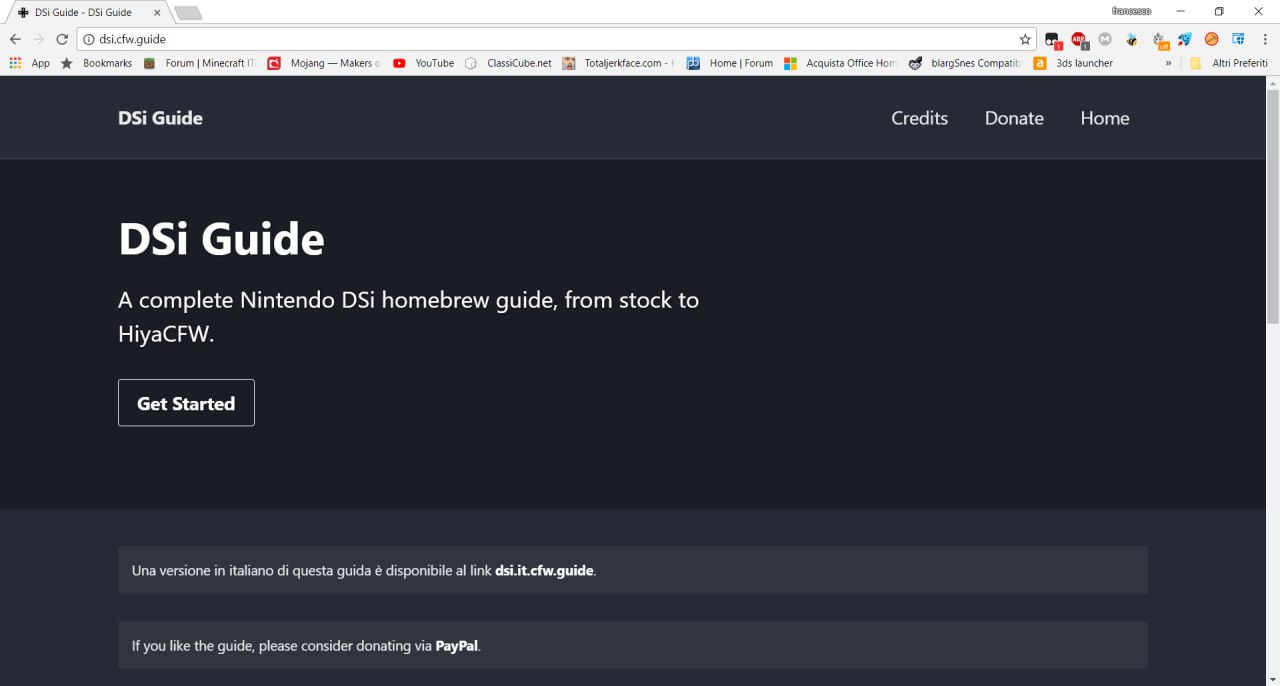 DSi Guide - DSi Guide
francesco
dsi.cfw.guide
App Bookmarks Forum | Minecraft IT Mojang — Makers o YouTube ClassiCube.net Totaljerkface.com - H Home | Forum Acquista Office Hom blargSnes Compatib 3ds launcher » Altri Preferiti
DSi Guide Credits Donate Home
DSi Guide
A complete Nintendo DSi homebrew guide, from stock to
HiyaCFW.
Get Started
Una versione in italiano di questa guida è disponibile al link dsi.it.cfw.guide.
If you like the guide, please consider donating via PayPal.